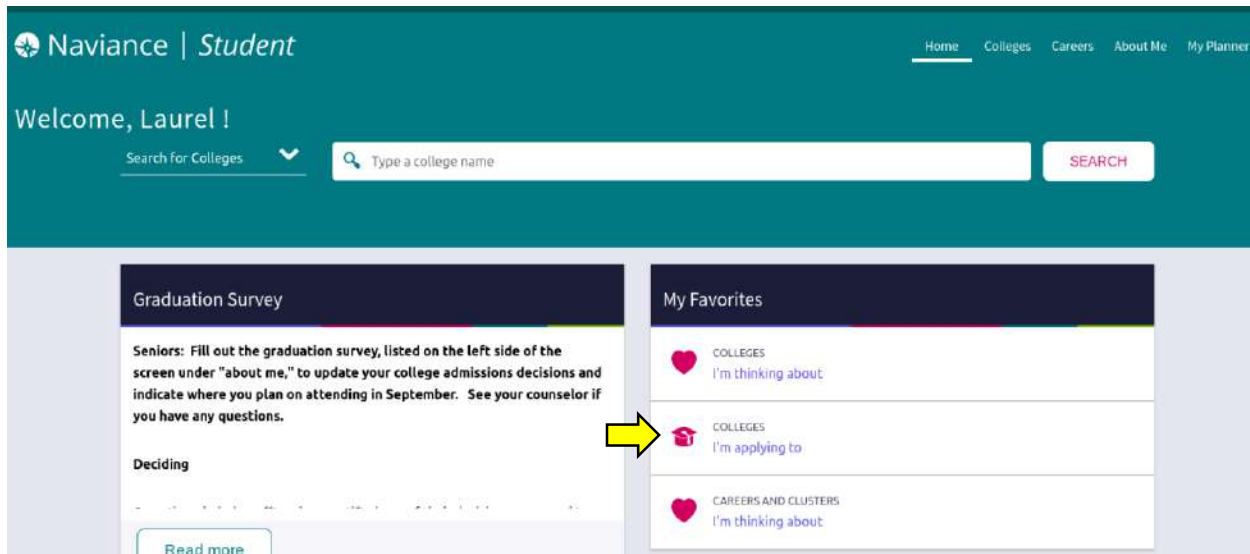 Naviance | Student
Home Colleges Careers About Me My Planner
Welcome, Laurel !
Search for Colleges
Type a college name
SEARCH
Graduation Survey
Seniors: Fill out the graduation survey, listed on the left side of the
screen under "about me," to update your college admissions decisions and
indicate where you plan on attending in September. See your counselor if
you have any questions.
Deciding
Read more
My Favorites
COLLEGES
I'm thinking about
COLLEGES
I'm applying to
CAREERS AND CLUSTERS
I'm thinking about